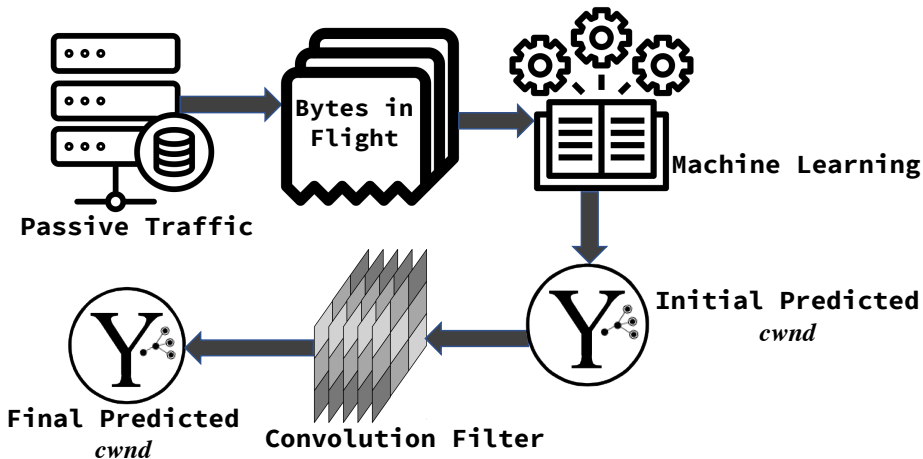 Bytes in
Flight
Machine Learning
Passive Traffic
Y
Initial Predicted
cwnd
Y
Final Predicted
cwnd
Convolution Filter